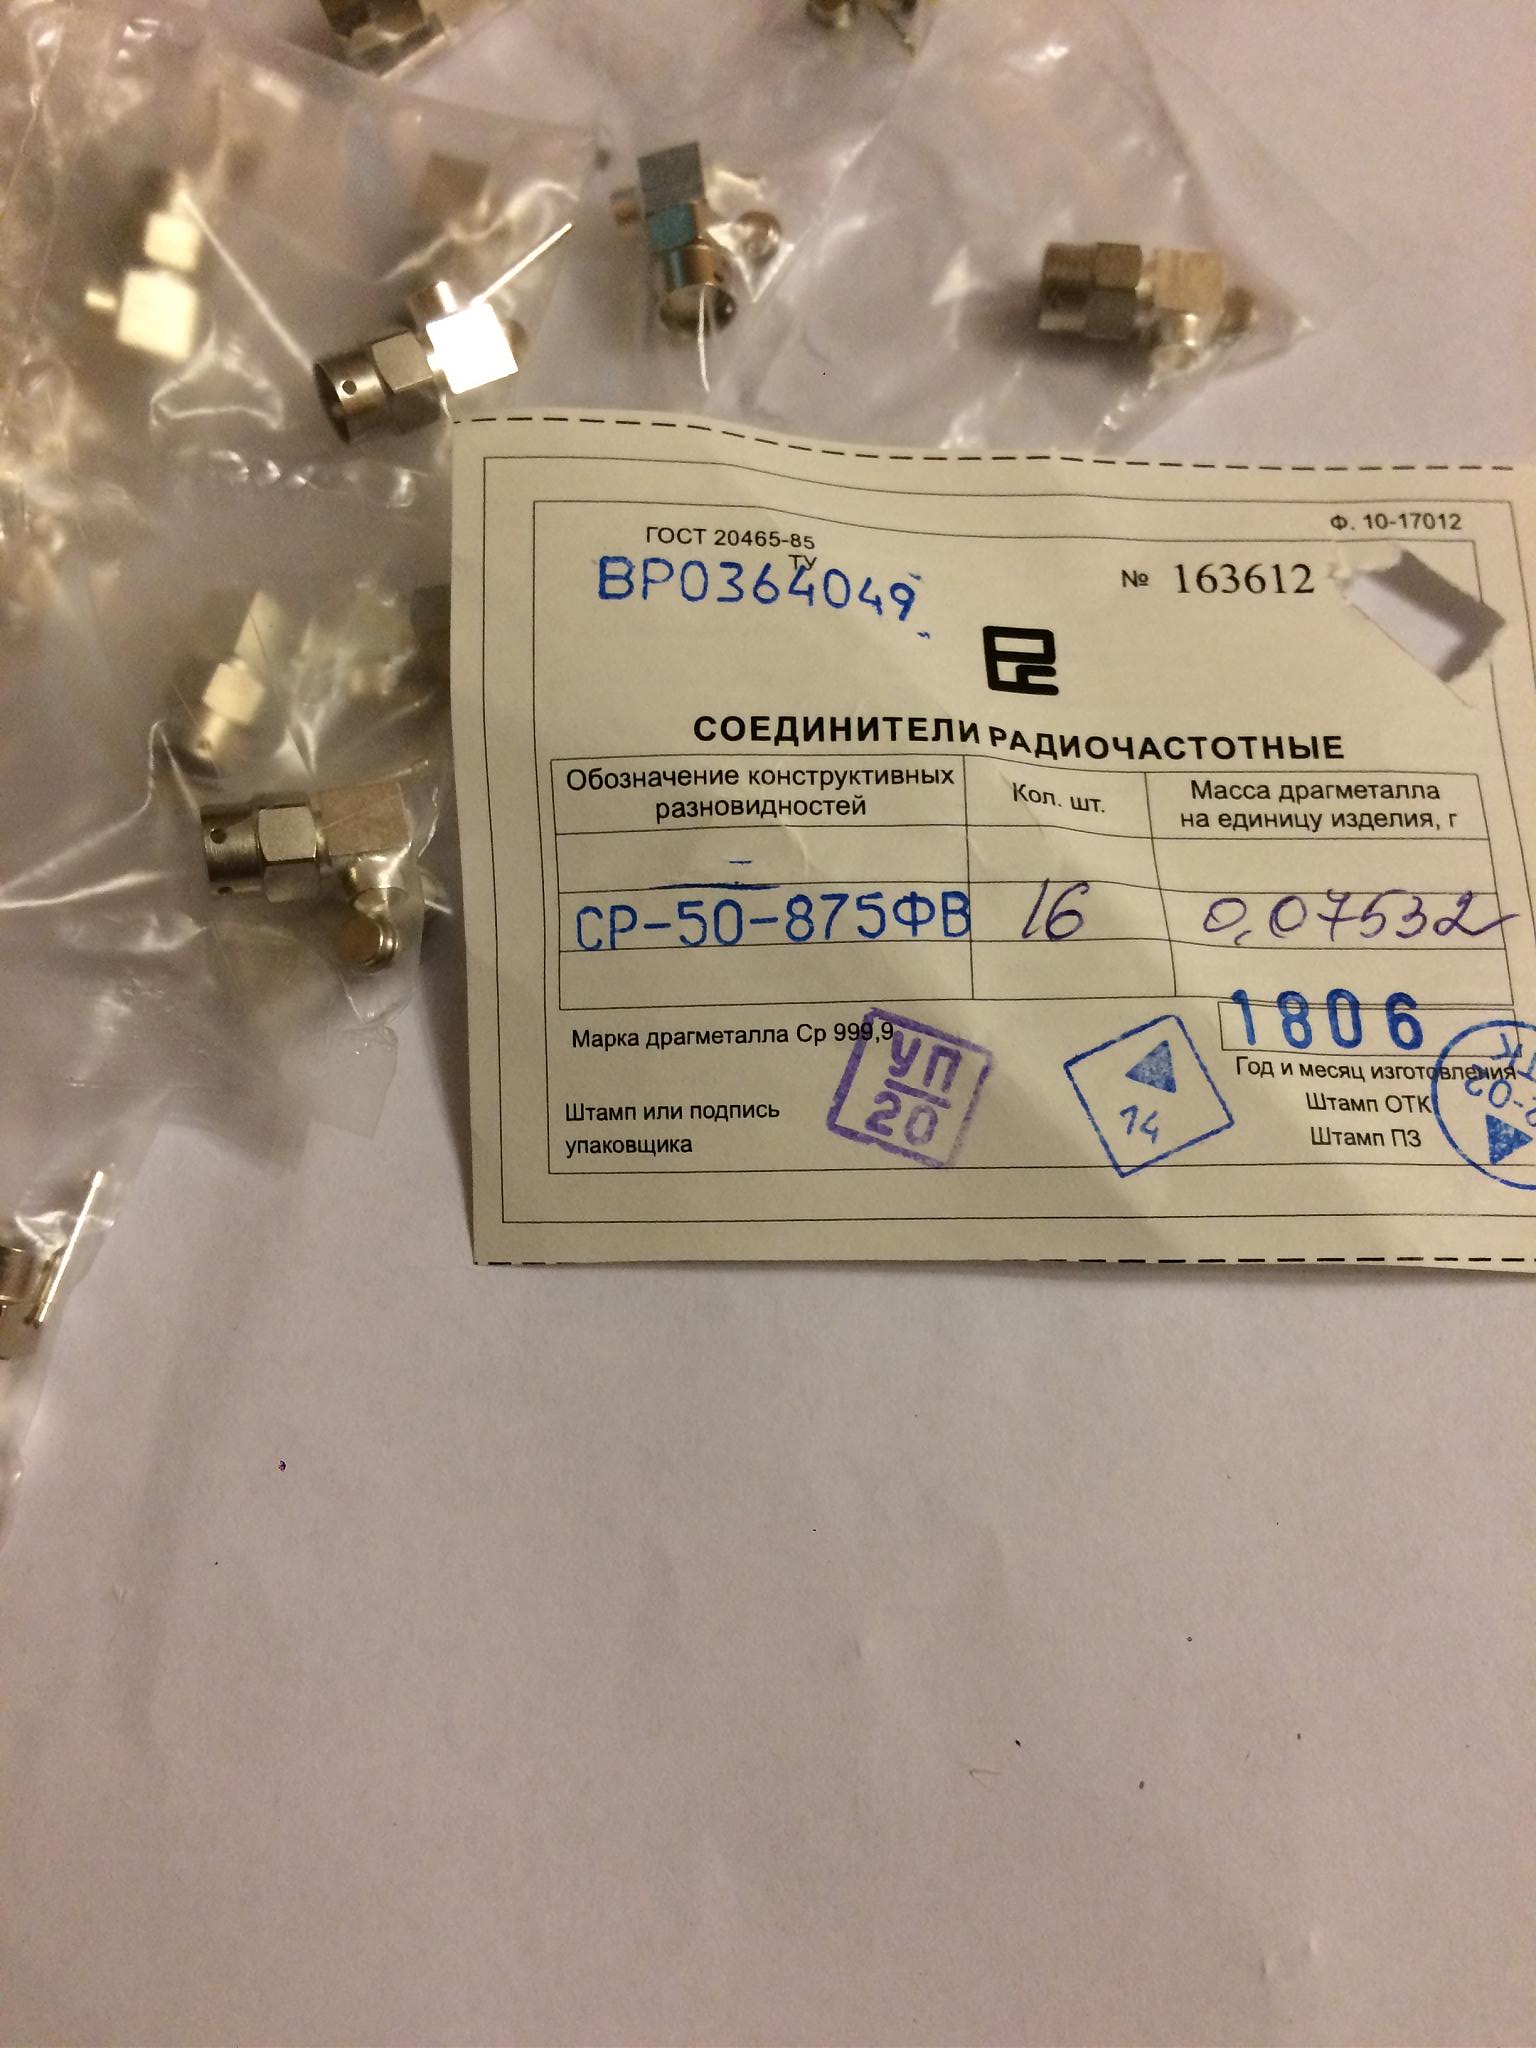 ГОСТ 20465-85
Ф. 10-17012
ТУ
ВР0364049
№ 163612
СОЕДИНИТЕЛИ РАДИОЧАСТОТНЫЕ
Обозначение конструктивных
разновидностей
Кол. шт.
Масса драгметалла
на единицу изделия, г
СР-50-875ФВ
16
0,07532
Марка драгметалла Ср 999,9
1806
Год и месяц изготовления
Штамп ОТК
Штамп ПЗ
Штамп или подпись
упаковщика
УП
20
14